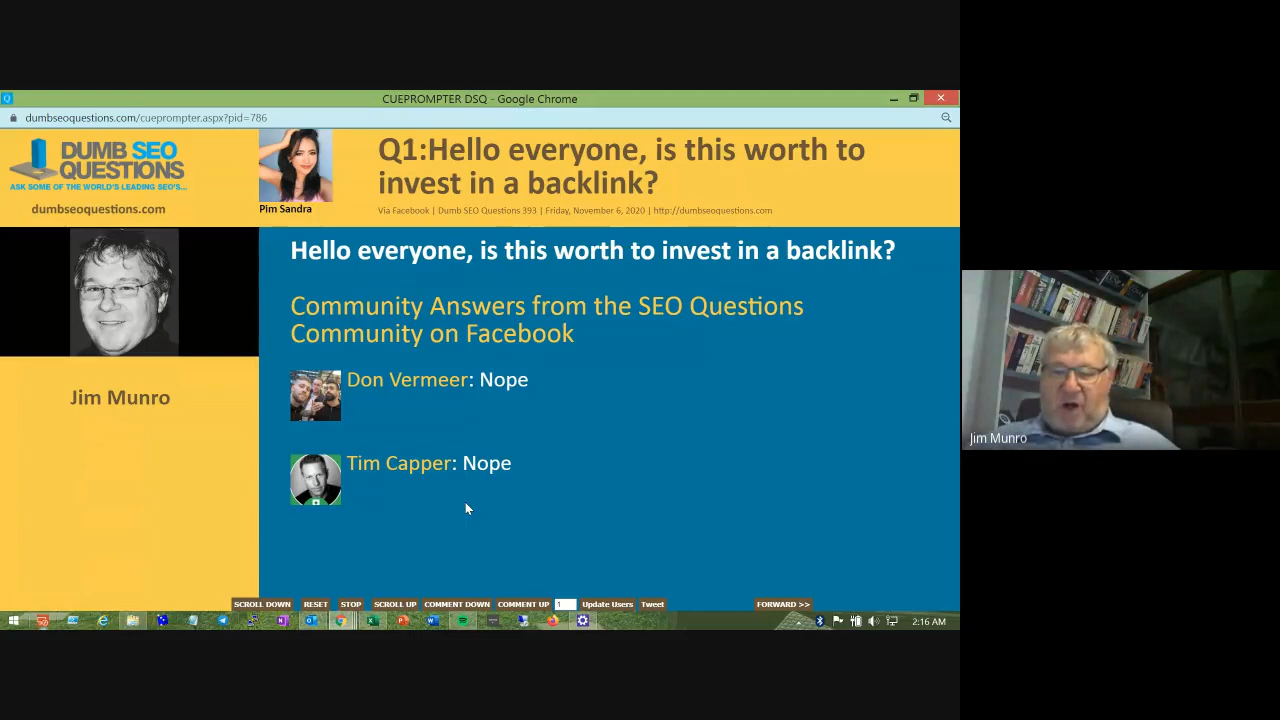 CUEPROMPTER DSQ - Google Chrome
dumbseoquestions.com/cueprompter.aspx?pid=786
DUMB SEO
QUESTIONS
ASK SOME OF THE WORLD'S LEADING SEO'S...
dumbseoquestions.com
Pim Sandra
Q1:Hello everyone, is this worth to
invest in a backlink?
Via Facebook | Dumb SEO Questions 393 | Friday, November 6, 2020 | http://dumbseoquestions.com
Jim Munro
Hello everyone, is this worth to invest in a backlink?
Community Answers from the SEO Questions
Community on Facebook
Don Vermeer: Nope
Tim Capper: Nope
Jim Munro
SCROLL DOWN RESET STOP SCROLL UP COMMENT DOWN COMMENT UP 1 Update Users Tweet FORWARD >>
2:16 AM